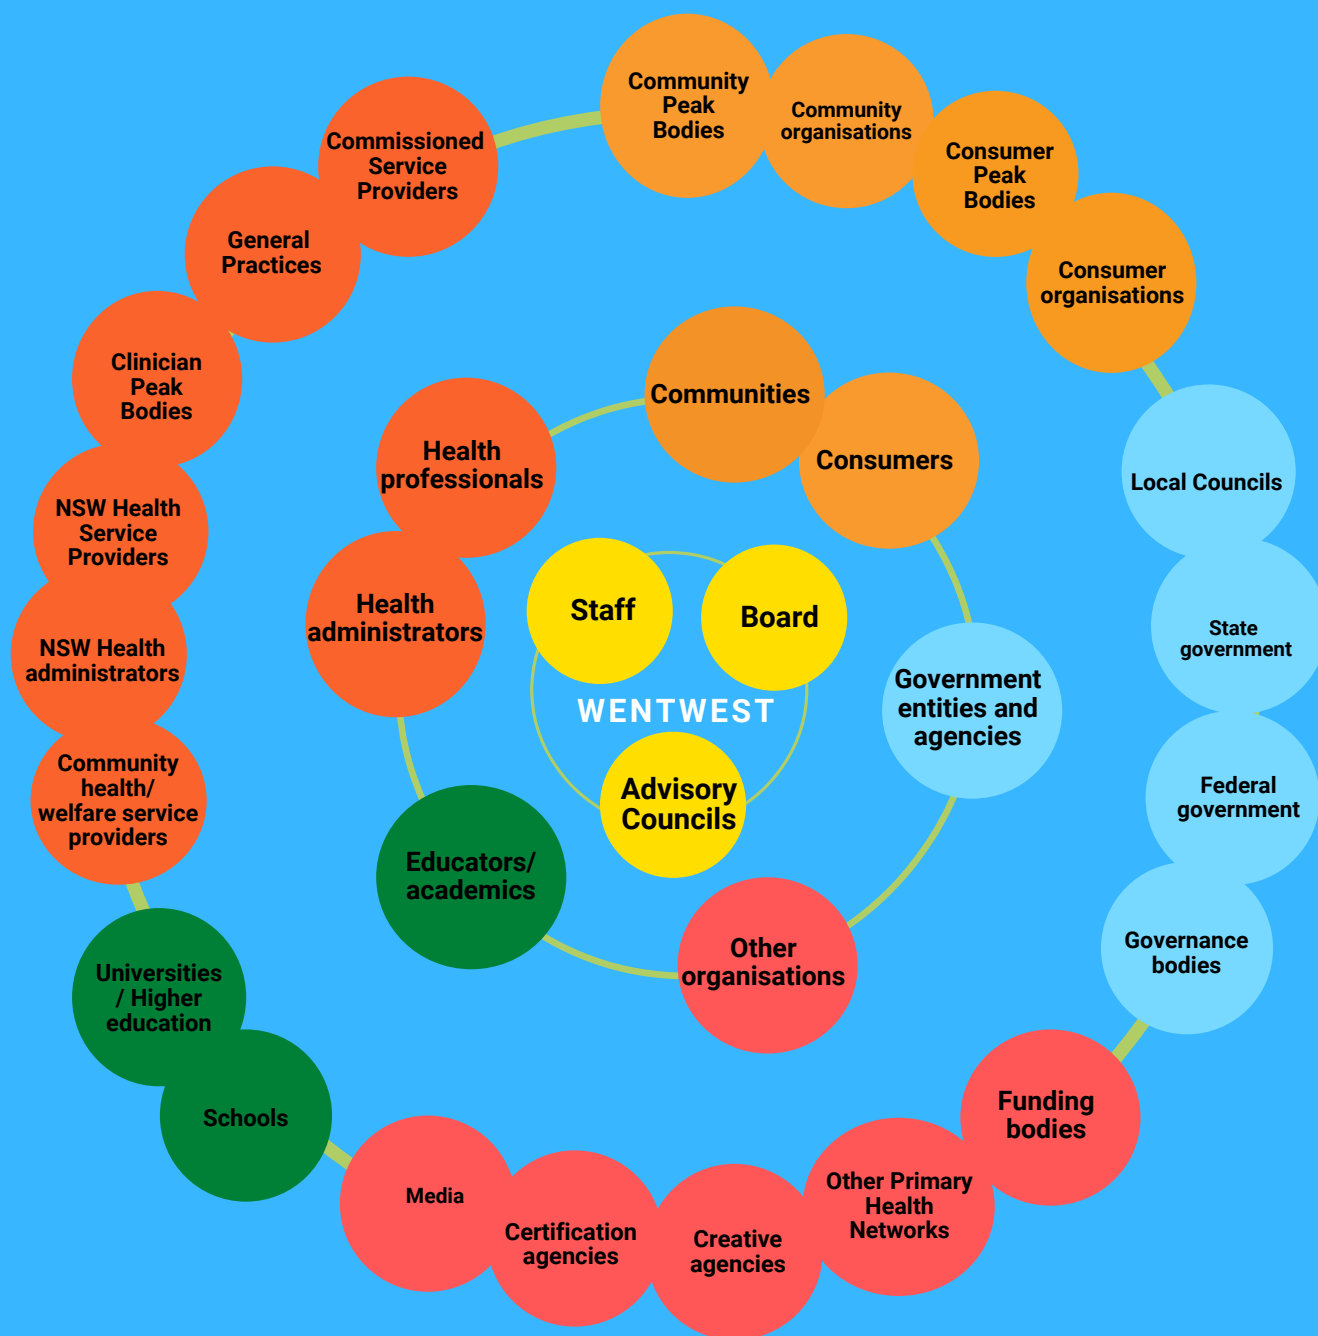 Community
Peak
Bodies
Community
organisations
Consumer
Peak
Bodies
Consumer
organisations
Commissioned
Service
Providers
General
Practices
Clinician
Peak
Bodies
NSW Health
Service
Providers
NSW Health
administrators
Community
health/
welfare service
providers
Universities
/ Higher
education
Schools
Media
Certification
agencies
Creative
agencies
Other Primary
Health
Networks
Funding
bodies
Governance
bodies
Federal
government
State
government
Local Councils
Communities
Consumers
Health
professionals
Health
administrators
Government
entities and
agencies
Educators/
academics
Other
organisations
Staff
Board
WENTWEST
Advisory
Councils